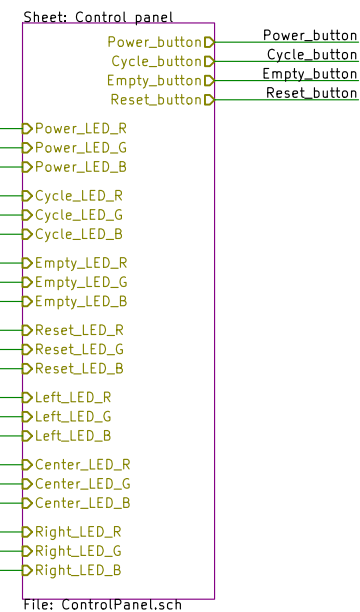 Sheet: Control panel
Power_button Power_button
Cycle_button Cycle_button
Empty_button Empty_button
Reset_button Reset_button
Power_LED_R
Power_LED_G
Power_LED_B
Cycle_LED_R
Cycle_LED_G
Cycle_LED_B
Empty_LED_R
Empty_LED_G
Empty_LED_B
Reset_LED_R
Reset_LED_G
Reset_LED_B
Left_LED_R
Left_LED_G
Left_LED_B
Center_LED_R
Center_LED_G
Center_LED_B
Right_LED_R
Right_LED_G
Right_LED_B
File: ControlPanel.sch